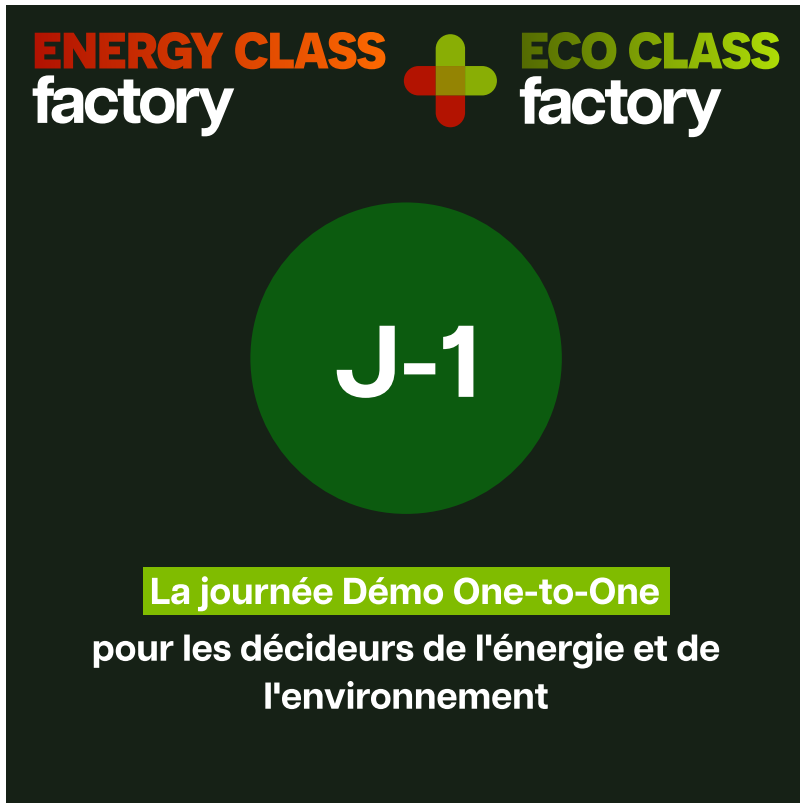 ENERGY CLASS
factory
ECO CLASS
factory
J-1
La journée Démo One-to-One
pour les décideurs de l'énergie et de
l'environnement